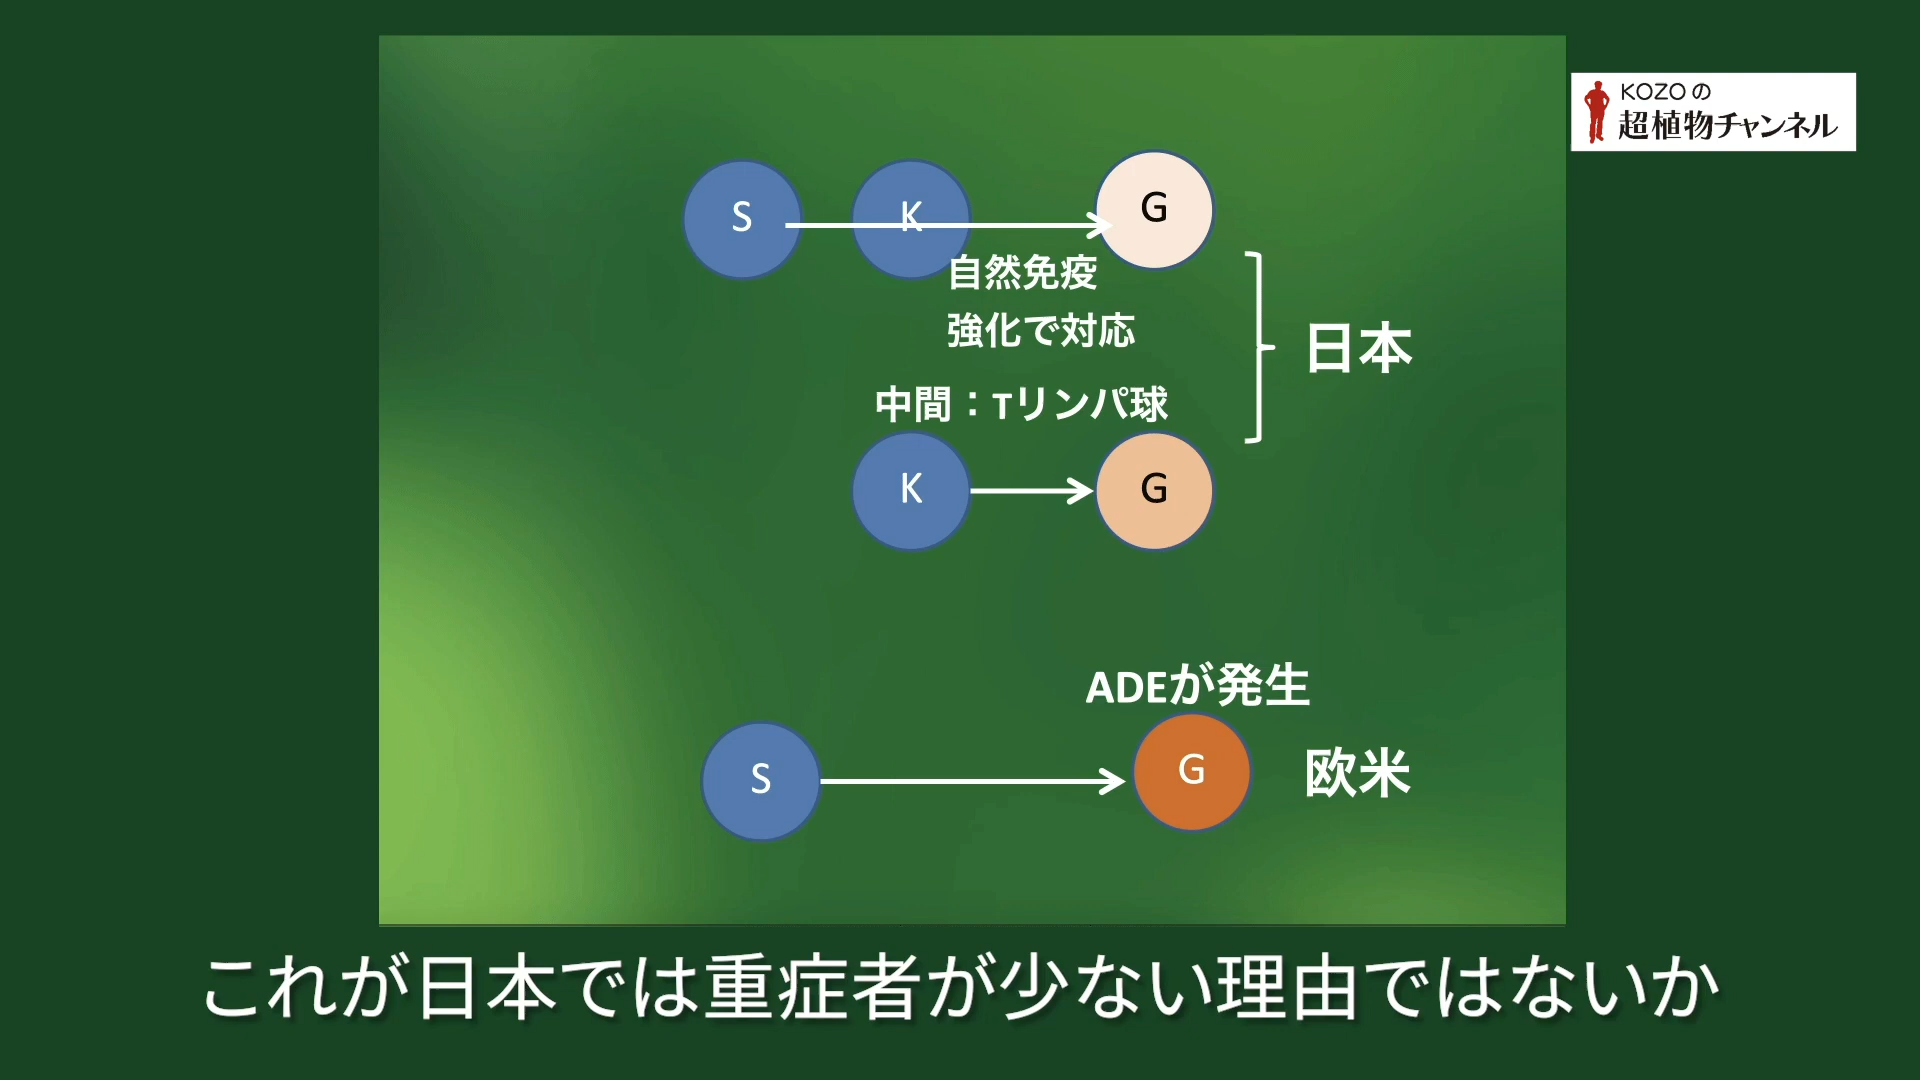 KOZOの
超植物チャンネル
S K G
自然免疫
強化で対応
日本
中間：Tリンパ球
K G
ADEが発生
S G 欧米
これが日本では重症者が少ない理由ではないか